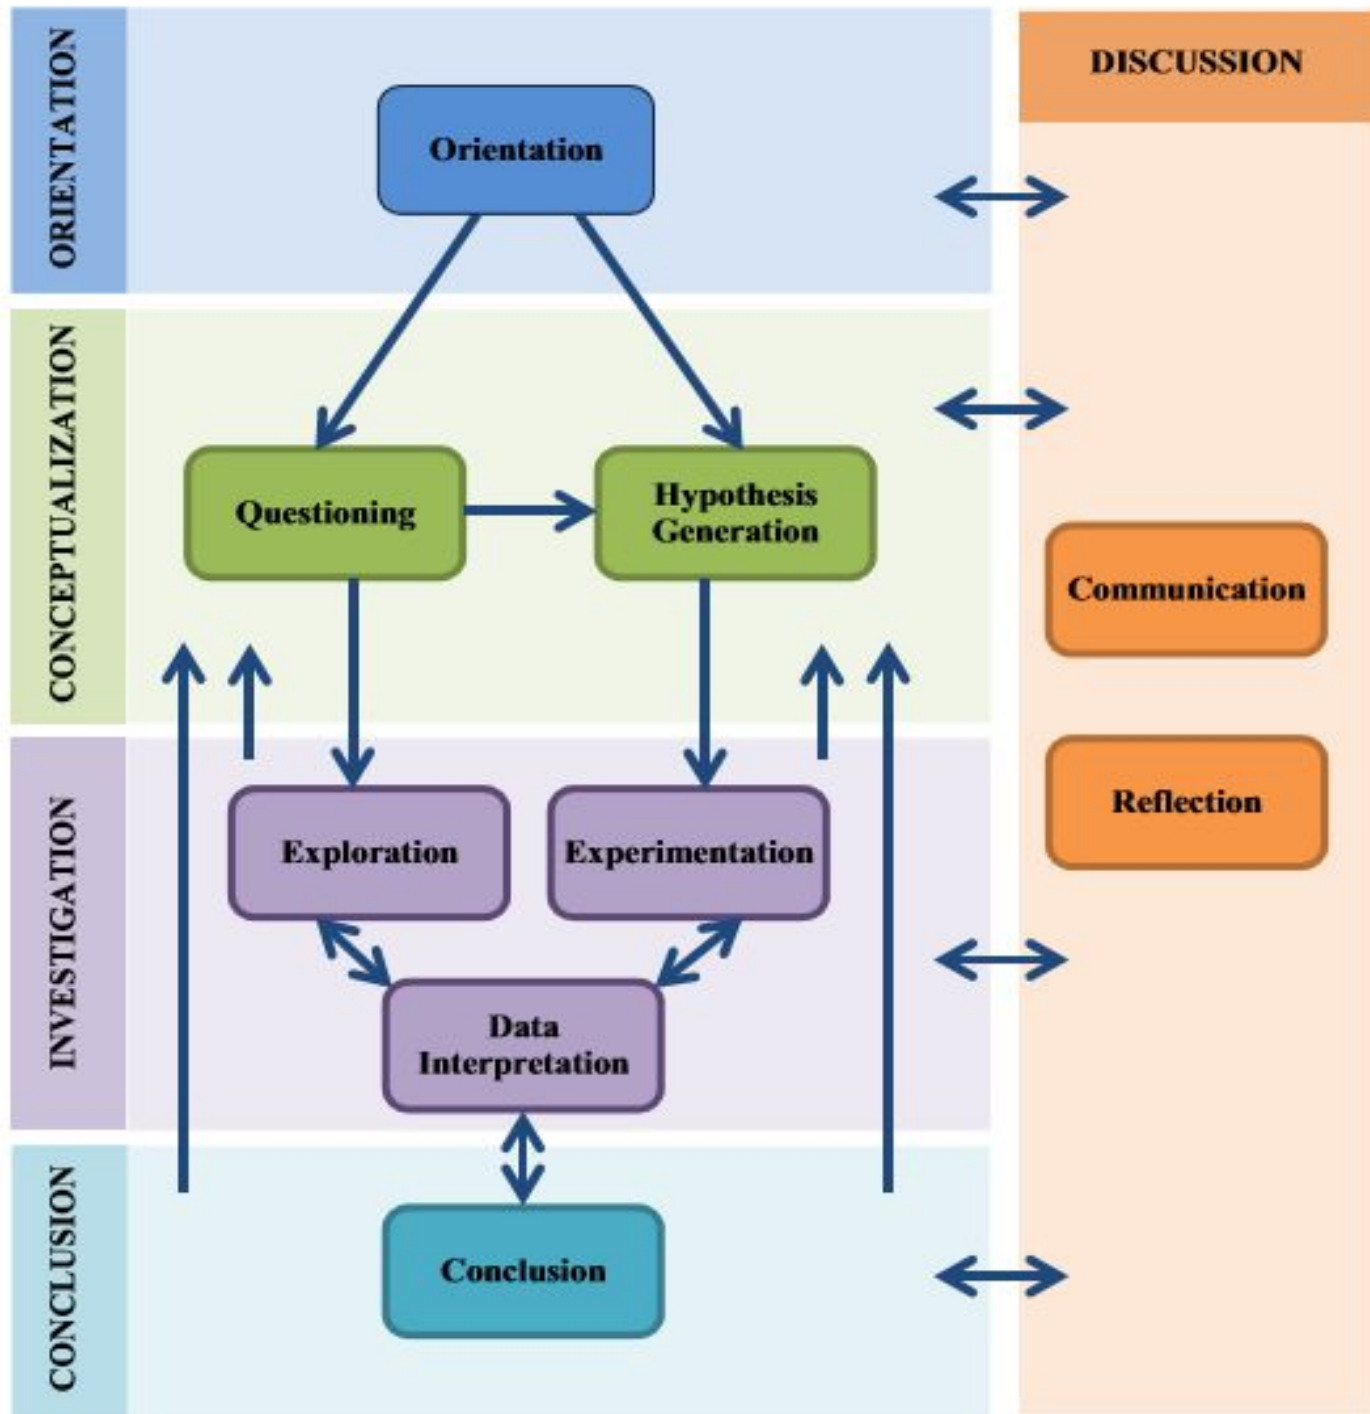 ORIENTATION
Orientation
CONCEPTUALIZATION
Questioning
Hypothesis
Generation
INVESTIGATION
Exploration
Experimentation
Data
Interpretation
CONCLUSION
Conclusion
DISCUSSION
Communication
Reflection